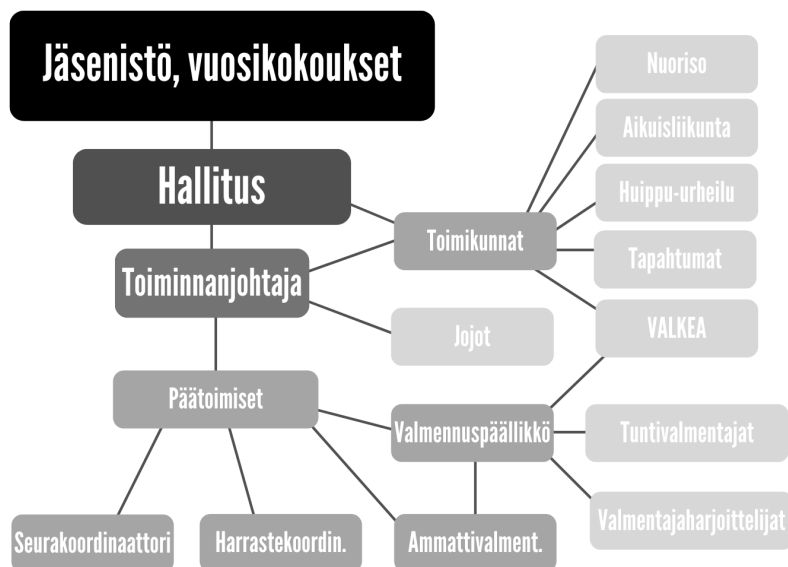 Jäsenistö, vuosikokoukset
Nuoriso
Aikuisliikunta
Hallitus
Huippu-urheilu
Toimikunnat
Tapahtumat
Toiminnanjohtaja
Jojot
VALKEA
Päätoimiset
Valmennuspäällikkö
Tuntivalmentajat
Seurakoordinaattori
Harrastekoordin.
Ammattivalment.
Valmentajaharjoittelijat